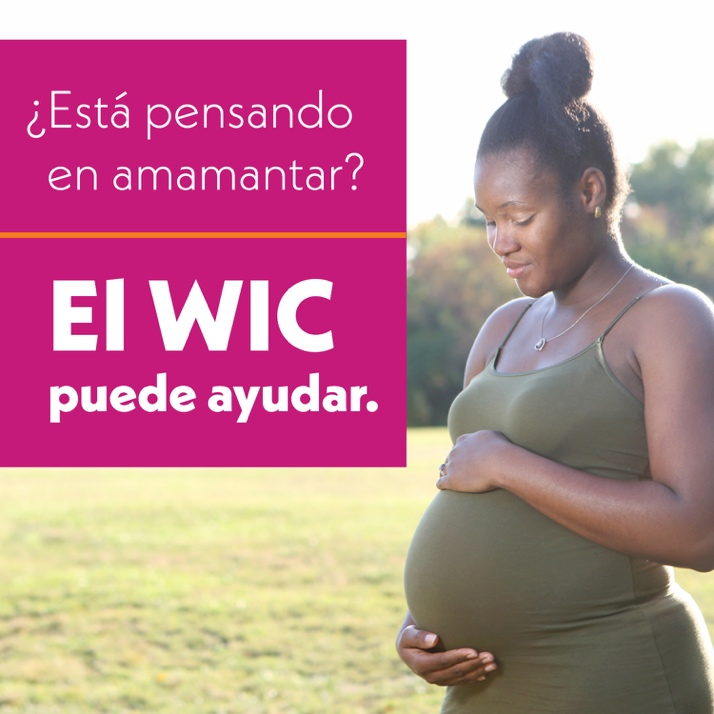 ¿Está pensando
en amamantar?
El WIC
puede ayudar.